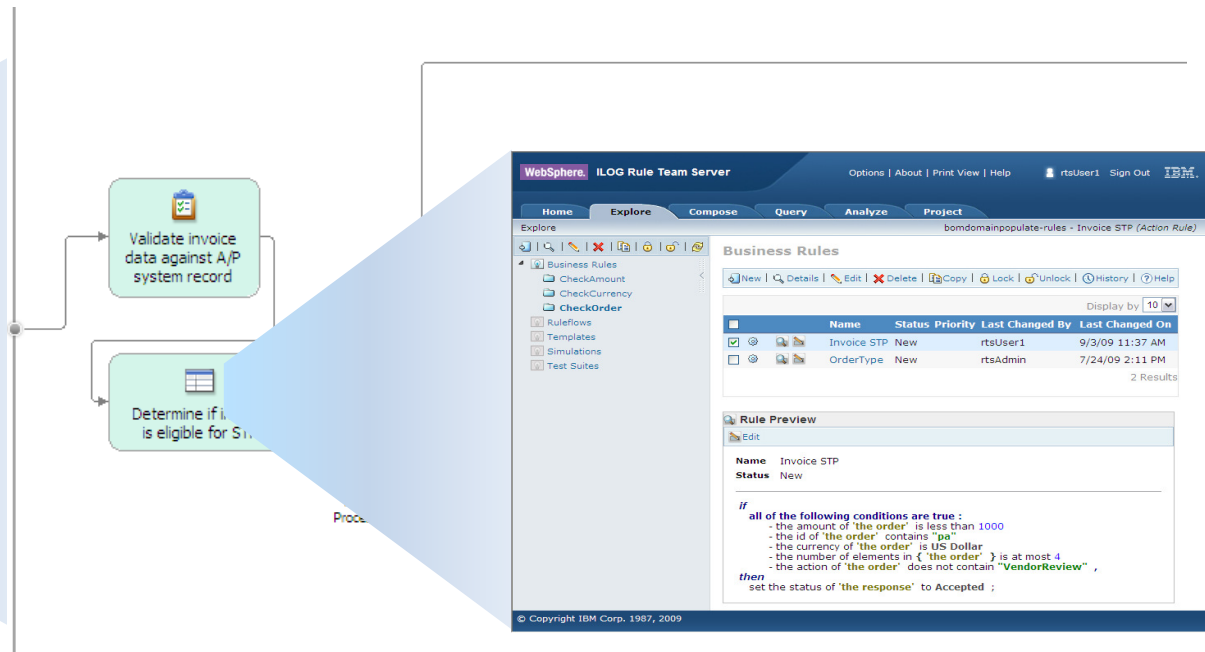 Validate invoice
data against A/P
system record
Determine if i
is eligible for ST
WebSphere. ILOG Rule Team Server
Options | About | Print View | Help rtsUser1 Sign Out IBM.
Home Explore Compose Query Analyze Project
Explore bomdomainpopulate-rules - Invoice STP (Action Rule)
Business Rules
CheckAmount
CheckCurrency
CheckOrder
Ruleflows
Templates
Simulations
Test Suites
Business Rules
New | Details | Edit | Delete | Copy | Lock | Unlock | History | Help
Display by 10
Name Status Priority Last Changed By Last Changed On
Invoice STP New rtsUser1 9/3/09 11:37 AM
OrderType New rtsAdmin 7/24/09 2:11 PM
2 Results
Rule Preview
Edit
Name Invoice STP
Status New
if
all of the following conditions are true :
- the amount of 'the order' is less than 1000
- the id of 'the order' contains "pa"
- the currency of 'the order' is US Dollar
- the number of elements in { 'the order' } is at most 4
- the action of 'the order' does not contain "VendorReview" ,
then
set the status of 'the response' to Accepted ;
© Copyright IBM Corp. 1987, 2009